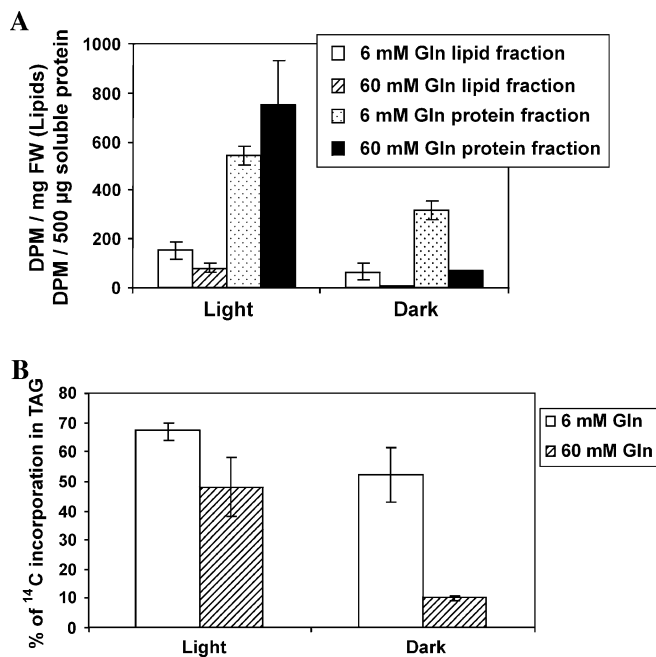 A
DPM / mg FW (Lipids)
DPM / 500 µg soluble protein
1000
800
600
400
200
0
6 mM Gln lipid fraction
60 mM Gln lipid fraction
6 mM Gln protein fraction
60 mM Gln protein fraction
Light
Dark
B
% of 14C incorporation in TAG
80
70
60
50
40
30
20
10
0
6 mM Gln
60 mM Gln
Light
Dark